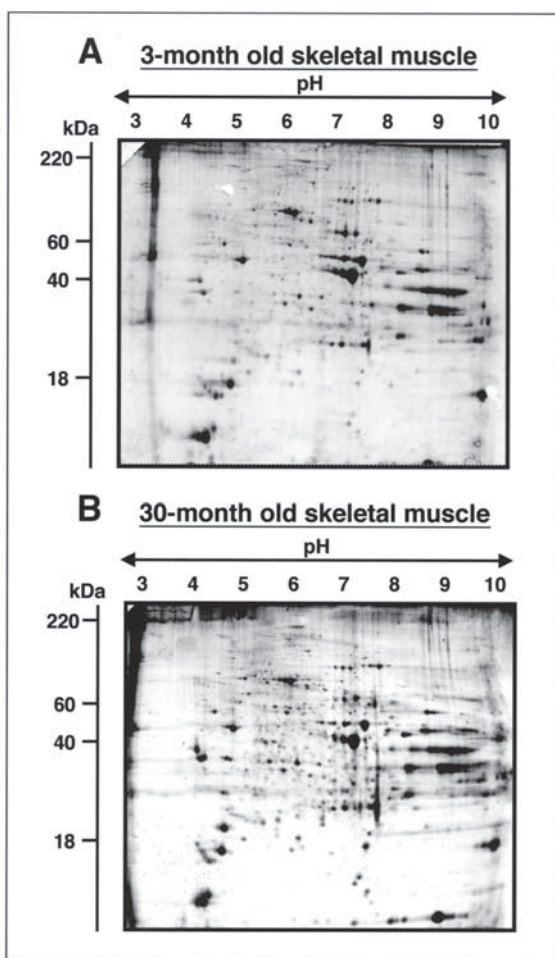 A 3-month old skeletal muscle
pH
kDa 3 4 5 6 7 8 9 10
220
60
40
18
B 30-month old skeletal muscle
pH
3 4 5 6 7 8 9 10
kDa
220
60
40
18